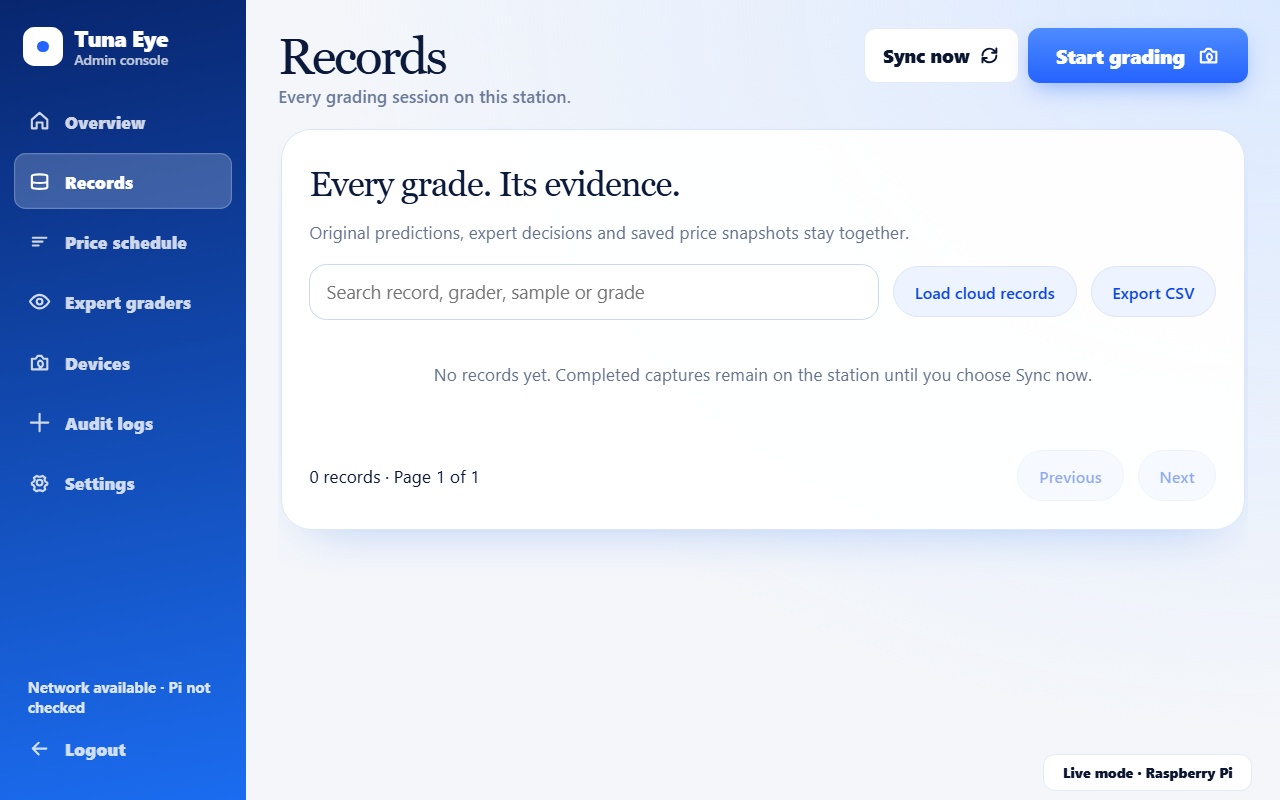 Tuna Eye
Admin console
Overview
Records
Price schedule
Expert graders
Devices
Audit logs
Settings
Network available · Pi not
checked
Logout
Records
Every grading session on this station.
Sync now
Start grading
Every grade. Its evidence.
Original predictions, expert decisions and saved price snapshots stay together.
Search record, grader, sample or grade
Load cloud records
Export CSV
No records yet. Completed captures remain on the station until you choose Sync now.
0 records · Page 1 of 1
Previous
Next
Live mode · Raspberry Pi